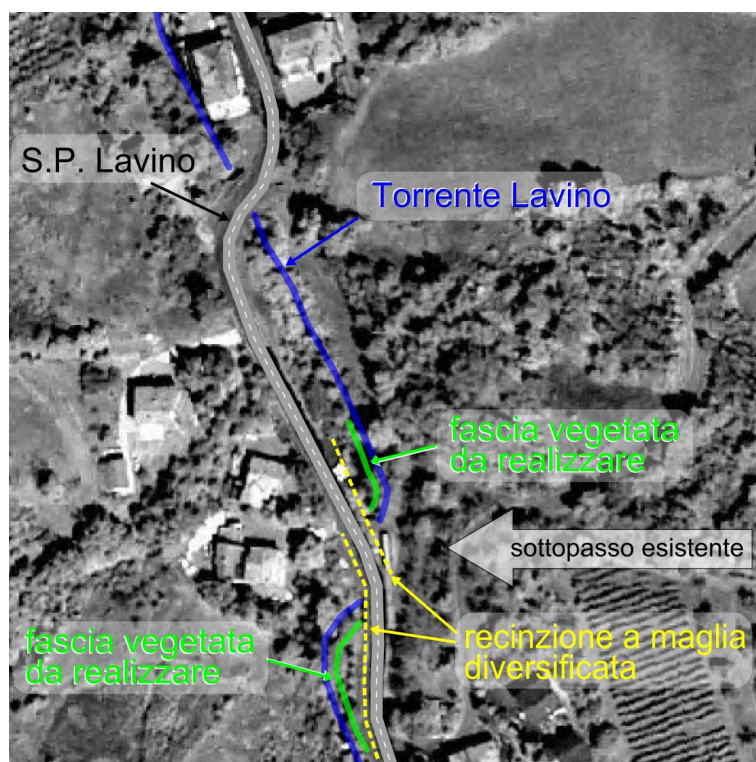 S.P. Lavino
Torrente Lavino
fascia vegetata
da realizzare
sottopasso esistente
fascia vegetata
da realizzare
recinzione a maglia
diversificata